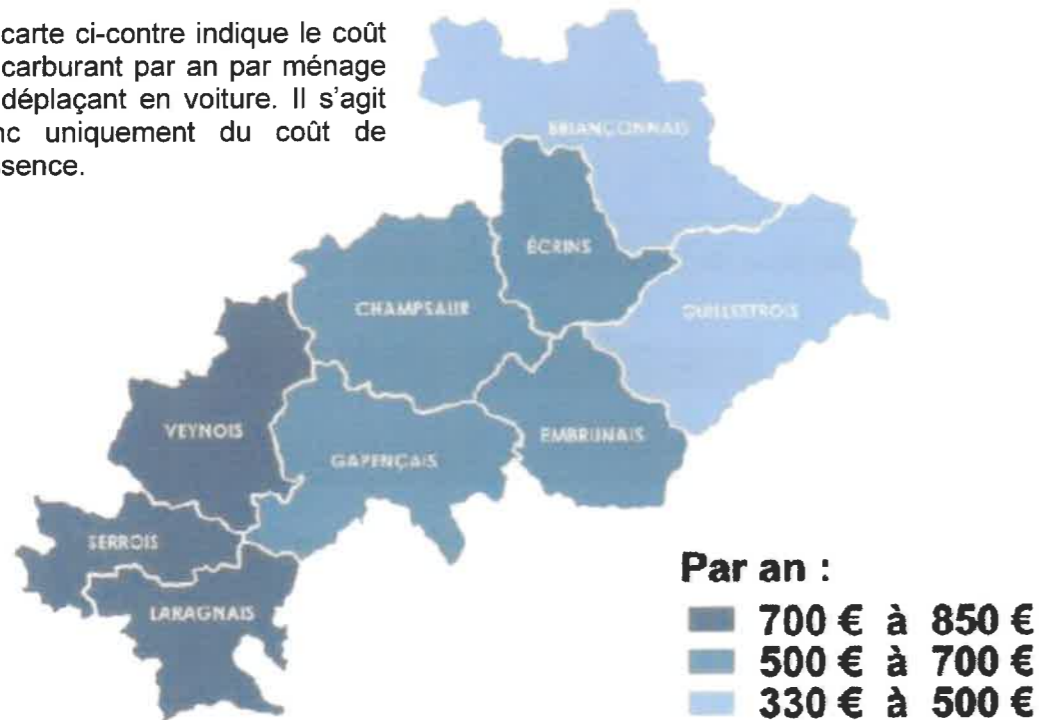 carte ci-contre indique le coût
carburant par an par ménage
déplaçant en voiture. Il s'agit
nc uniquement du coût de
sence.
BRIANÇONNAIS
ÉCRINS
CHAMPSAUR
GUILLESTROIS
VEYNOIS
EMBRUNAIS
GAPENÇAIS
SERROIS
LARAGNAIS
Par an :
700 € à 850 €
500 € à 700 €
330 € à 500 €